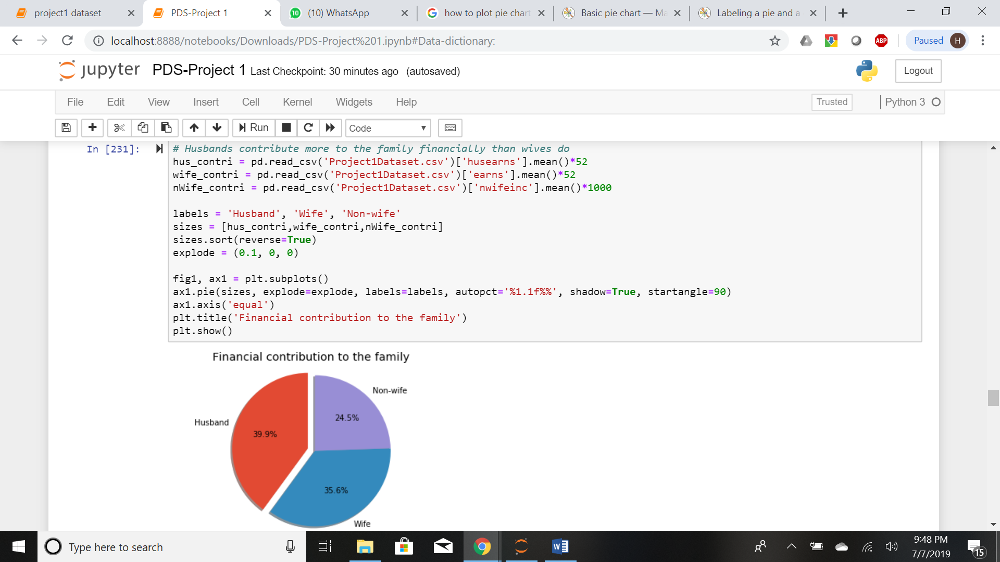 project1 dataset
PDS-Project 1
(10) WhatsApp
how to plot pie chart
Basic pie chart — Ma
Labeling a pie and a
localhost:8888/notebooks/Downloads/PDS-Project%201.ipynb#Data-dictionary:
ABP
Paused H
jupyter PDS-Project 1 Last Checkpoint: 30 minutes ago (autosaved)
Logout
File Edit View Insert Cell Kernel Widgets Help
Trusted
Python 3
Run
Code
In [231]:
# Husbands contribute more to the family financially than wives do
hus_contri = pd.read_csv('Project1Dataset.csv')['husearns'].mean()*52
wife_contri = pd.read_csv('Project1Dataset.csv')['earns'].mean()*52
nWife_contri = pd.read_csv('Project1Dataset.csv')['nwifeinc'].mean()*1000
labels = 'Husband', 'Wife', 'Non-wife'
sizes = [hus_contri,wife_contri,nWife_contri]
sizes.sort(reverse=True)
explode = (0.1, 0, 0)
fig1, ax1 = plt.subplots()
ax1.pie(sizes, explode=explode, labels=labels, autopct='%1.1f%%', shadow=True, startangle=90)
ax1.axis('equal')
plt.title('Financial contribution to the family')
plt.show()
Financial contribution to the family
Non-wife
24.5%
Husband
39.9%
35.6%
Wife
Type here to search
9:48 PM
7/7/2019
15